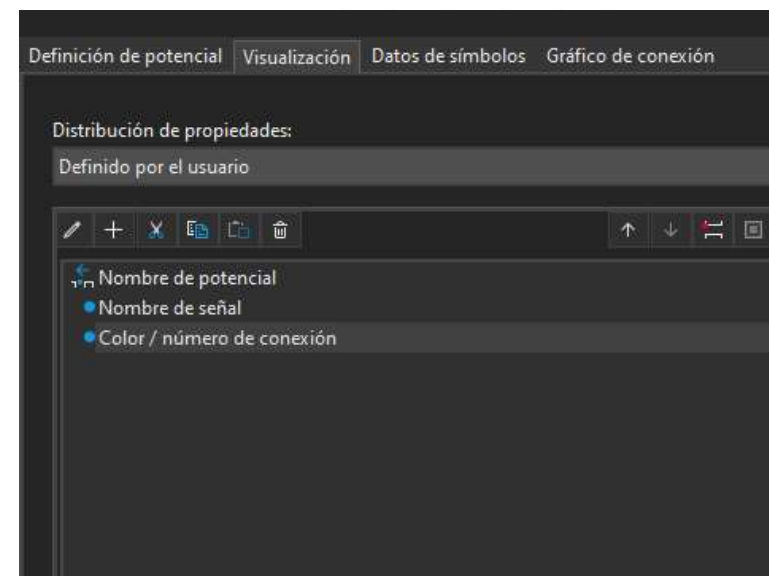 Definición de potencial Visualización Datos de símbolos Gráfico de conexión
Distribución de propiedades:
Definido por el usuario
Nombre de potencial
Nombre de señal
Color / número de conexión